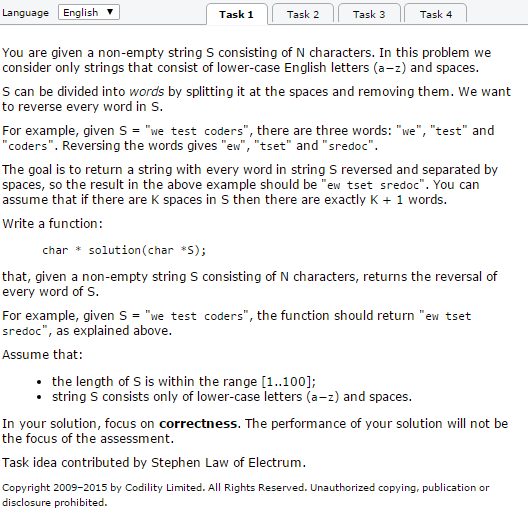 Language English ▼ Task 1 Task 2 Task 3 Task 4
You are given a non-empty string S consisting of N characters. In this problem we
consider only strings that consist of lower-case English letters (a−z) and spaces.
S can be divided into words by splitting it at the spaces and removing them. We want
to reverse every word in S.
For example, given S = "we test coders", there are three words: "we", "test" and
"coders". Reversing the words gives "ew", "tset" and "sredoc".
The goal is to return a string with every word in string S reversed and separated by
spaces, so the result in the above example should be "ew tset sredoc". You can
assume that if there are K spaces in S then there are exactly K + 1 words.
Write a function:
char * solution(char *S);
that, given a non-empty string S consisting of N characters, returns the reversal of
every word of S.
For example, given S = "we test coders", the function should return "ew tset
sredoc", as explained above.
Assume that:
• the length of S is within the range [1..100];
• string S consists only of lower-case letters (a−z) and spaces.
In your solution, focus on correctness. The performance of your solution will not be
the focus of the assessment.
Task idea contributed by Stephen Law of Electrum.
Copyright 2009–2015 by Codility Limited. All Rights Reserved. Unauthorized copying, publication or
disclosure prohibited.